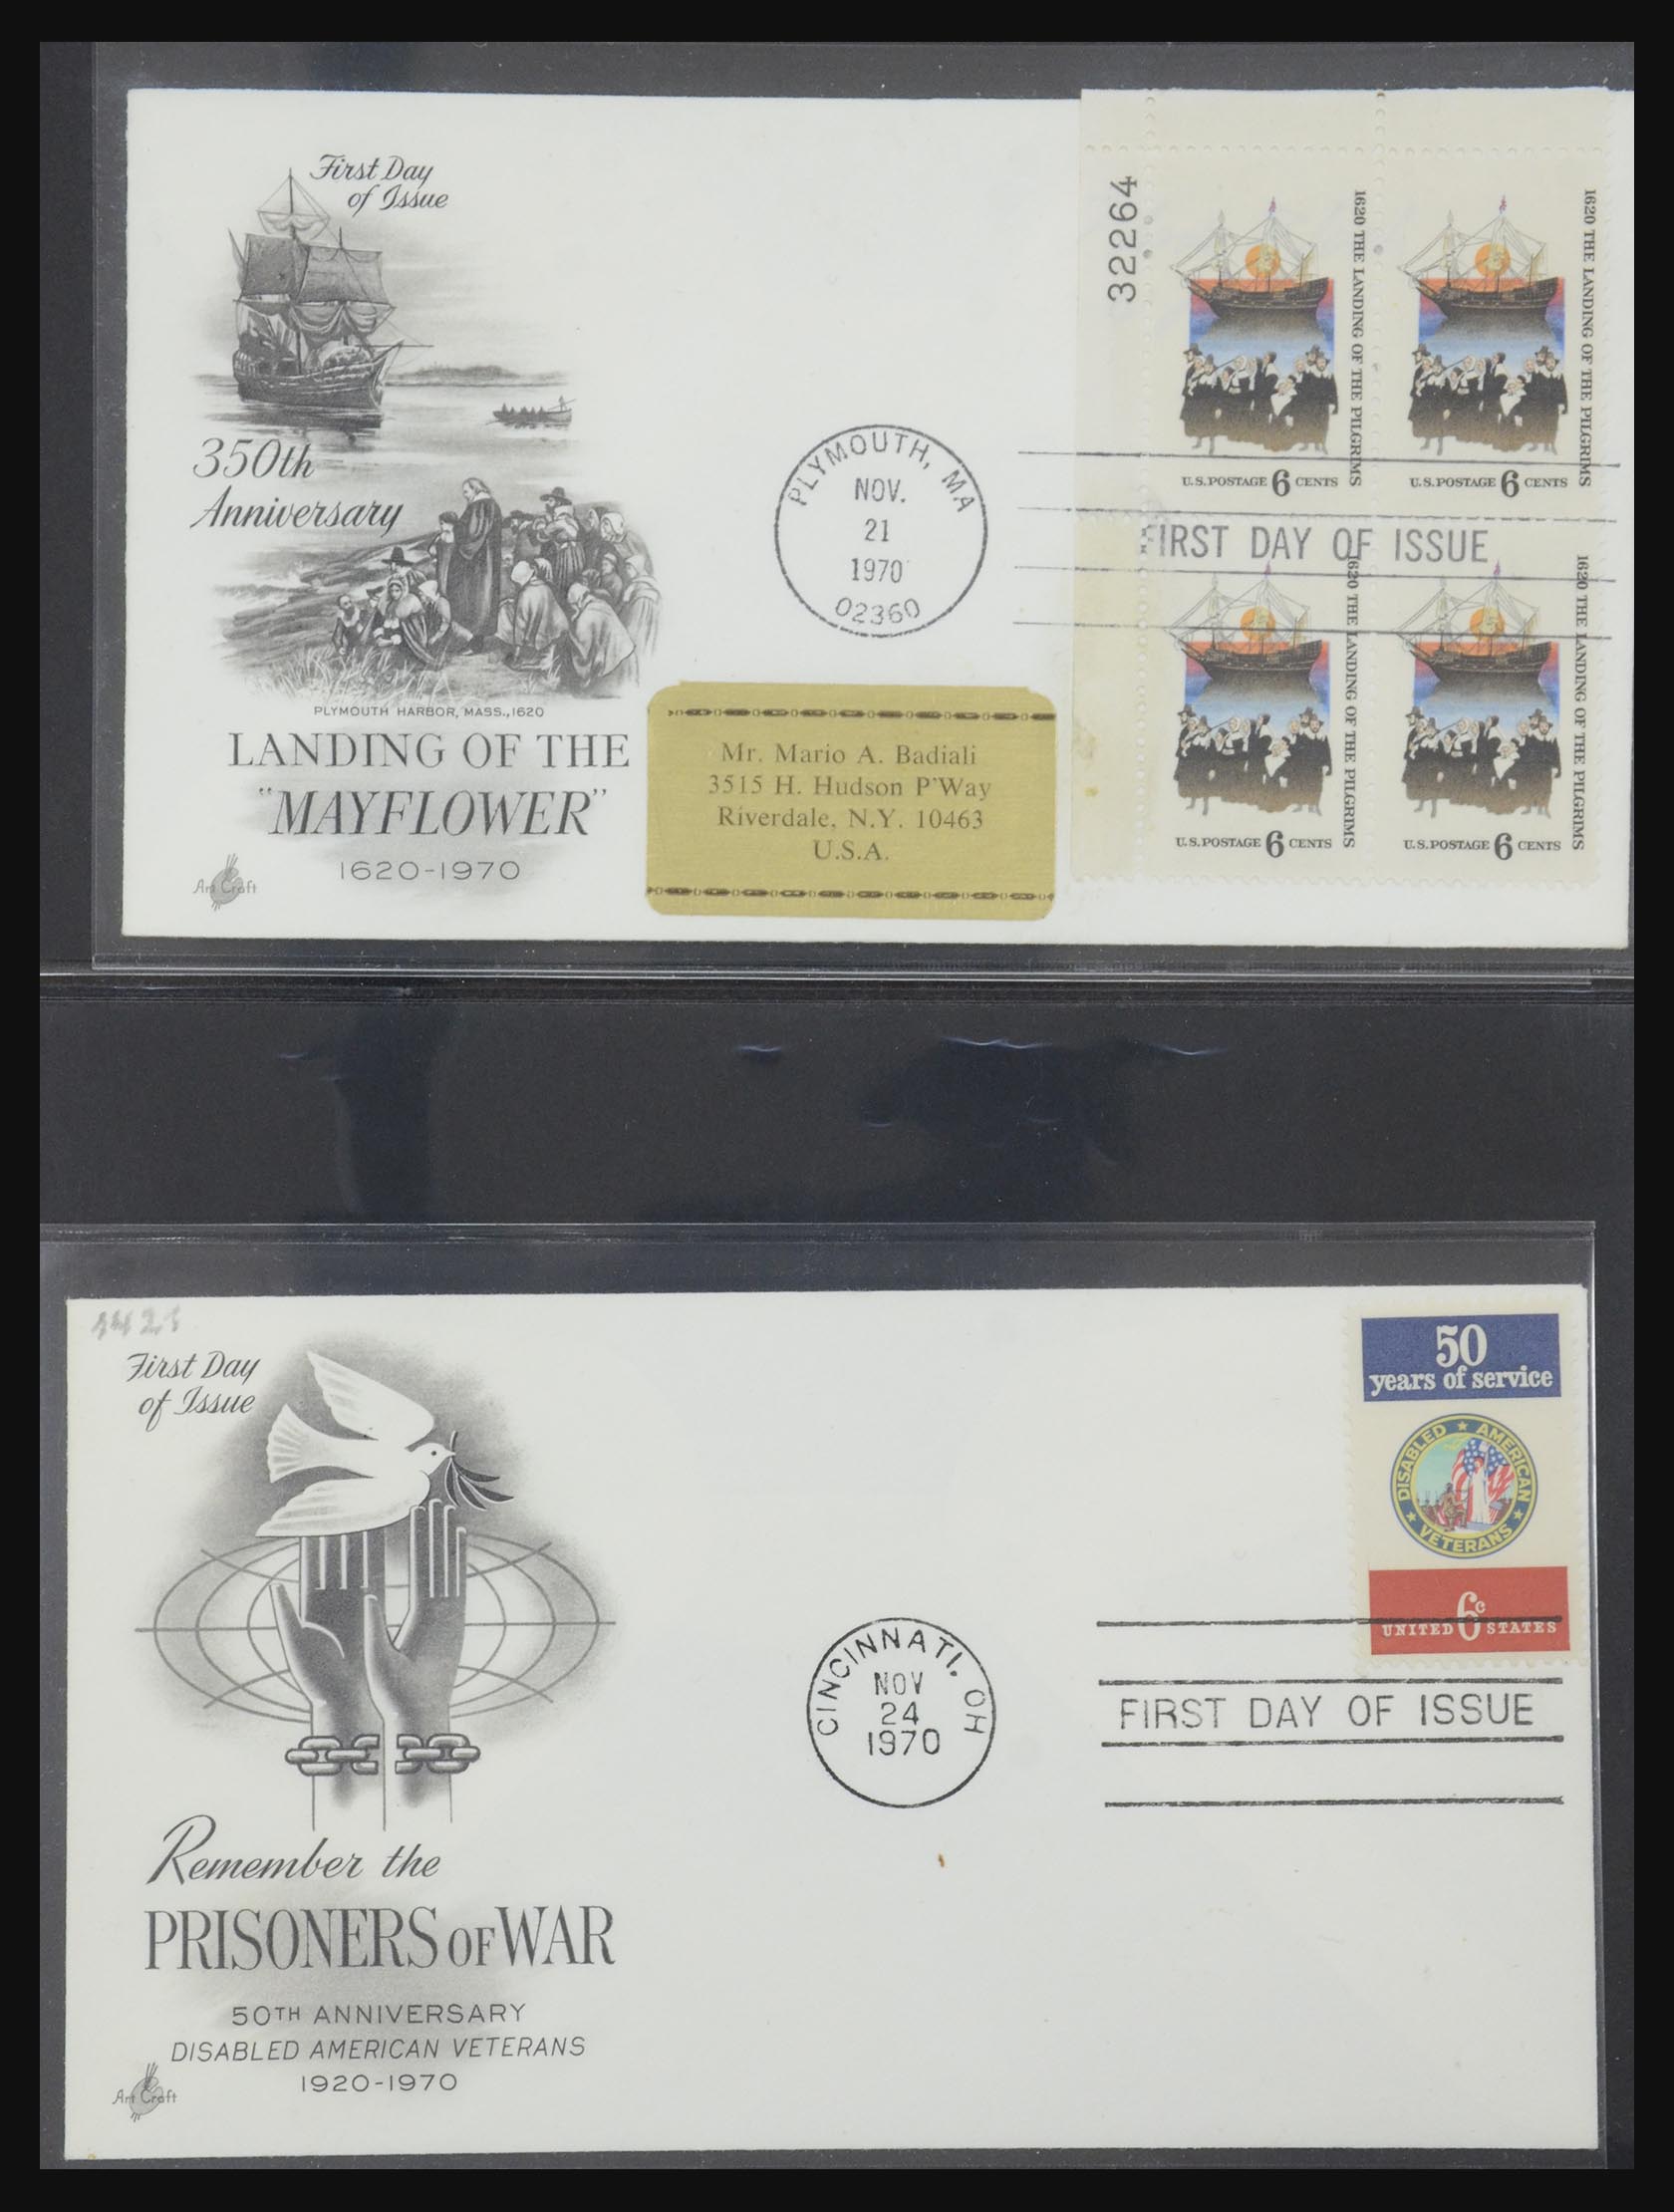 First Day
of Issue
350th
Anniversary
PLYMOUTH HARBOR, MASS., 1620
LANDING OF THE
"MAYFLOWER"
1620-1970
Art Craft
PLYMOUTH, MA
NOV.
21
1970
02360
Mr. Mario A. Badiali
3515 H. Hudson P'Way
Riverdale, N.Y. 10463
U.S.A.
32264
1620 THE LANDING OF THE PILGRIMS
U.S.POSTAGE 6 CENTS
1620 THE LANDING OF THE PILGRIMS
U.S.POSTAGE 6 CENTS
FIRST DAY OF ISSUE
1620 THE LANDING OF THE PILGRIMS
U.S.POSTAGE 6 CENTS
1620 THE LANDING OF THE PILGRIMS
U.S.POSTAGE 6 CENTS
First Day
of Issue
Remember the
PRISONERS OF WAR
50TH ANNIVERSARY
DISABLED AMERICAN VETERANS
1920-1970
Art Craft
CINCINNATI, OH
NOV
24
1970
50
years of service
DISABLED ★ AMERICAN ★ VETERANS ★
6c
UNITED STATES
FIRST DAY OF ISSUE